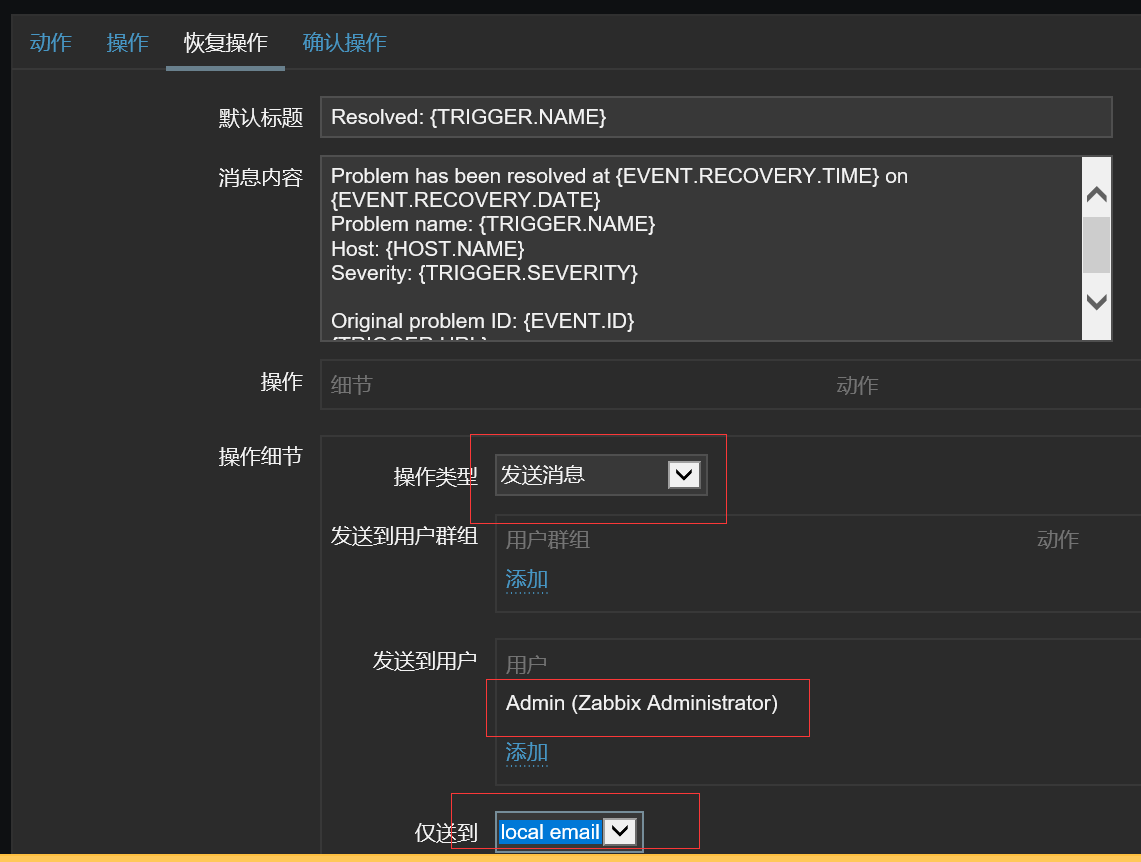 动作 操作 恢复操作 确认操作
默认标题 Resolved: {TRIGGER.NAME}
消息内容 Problem has been resolved at {EVENT.RECOVERY.TIME} on
{EVENT.RECOVERY.DATE}
Problem name: {TRIGGER.NAME}
Host: {HOST.NAME}
Severity: {TRIGGER.SEVERITY}
Original problem ID: {EVENT.ID}
{TRIGGER.URL}
操作 细节 动作
操作细节
操作类型 发送消息
发送到用户群组 用户群组 动作
添加
发送到用户 用户
Admin (Zabbix Administrator)
添加
仅送到 local email